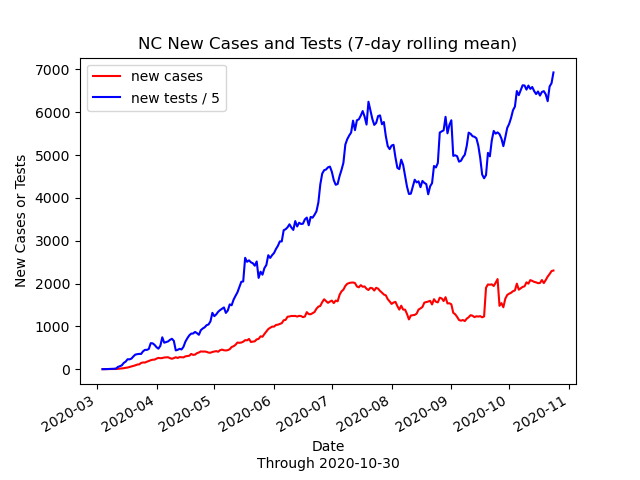 NC New Cases and Tests (7-day rolling mean)
new cases
new tests / 5
New Cases or Tests
7000
6000
5000
4000
3000
2000
1000
0
2020-03
2020-04
2020-05
2020-06
2020-07
2020-08
2020-09
2020-10
2020-11
Date
Through 2020-10-30